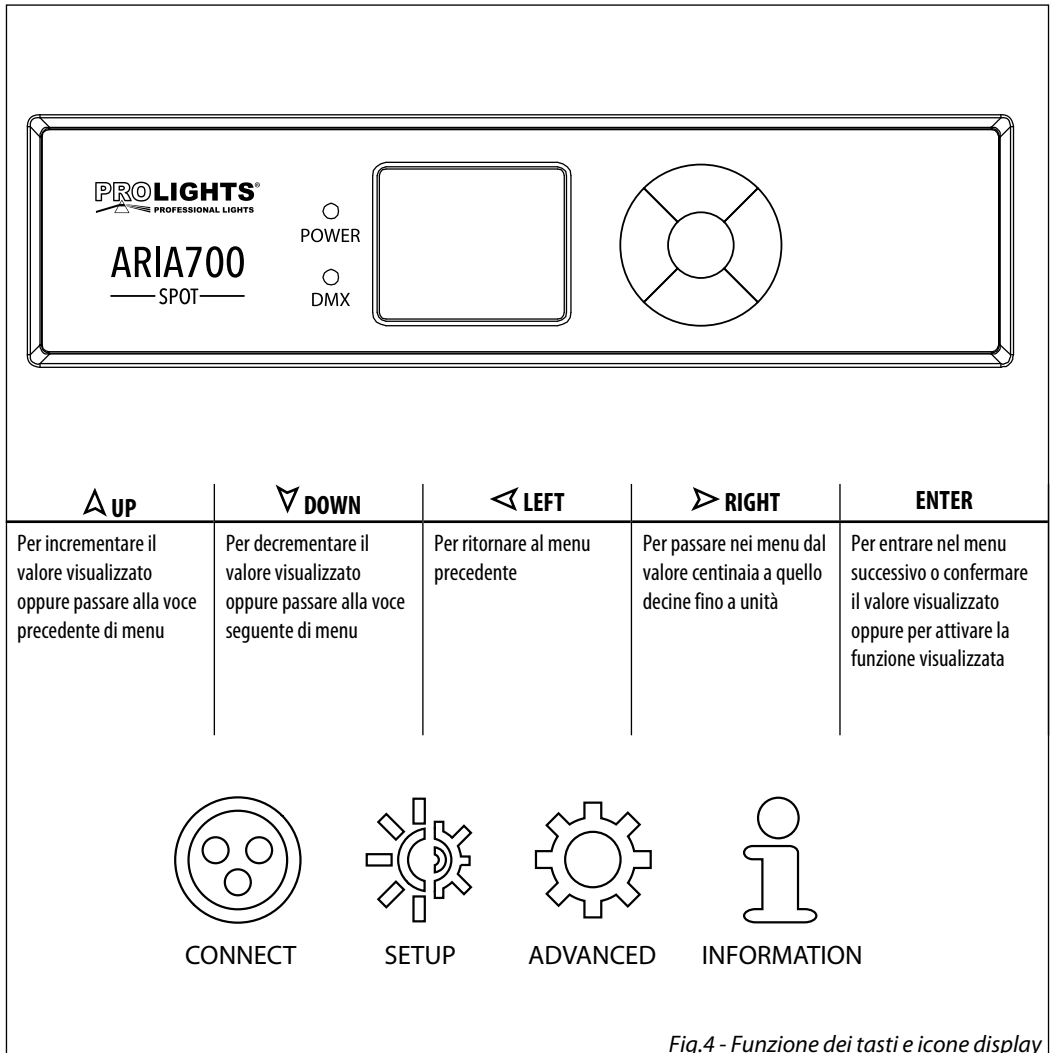 PROLIGHTS®
PROFESSIONAL LIGHTS
ARIA700
SPOT
POWER
DMX
UP
Per incrementare il
valore visualizzato
oppure passare alla voce
precedente di menu
DOWN
Per decrementare il
valore visualizzato
oppure passare alla voce
seguente di menu
LEFT
Per ritornare al menu
precedente
RIGHT
Per passare nei menu dal
valore centinaia a quello
decine fino a unità
ENTER
Per entrare nel menu
successivo o confermare
il valore visualizzato
oppure per attivare la
funzione visualizzata
CONNECT
SETUP
ADVANCED
INFORMATION
Fig.4 - Funzione dei tasti e icone display